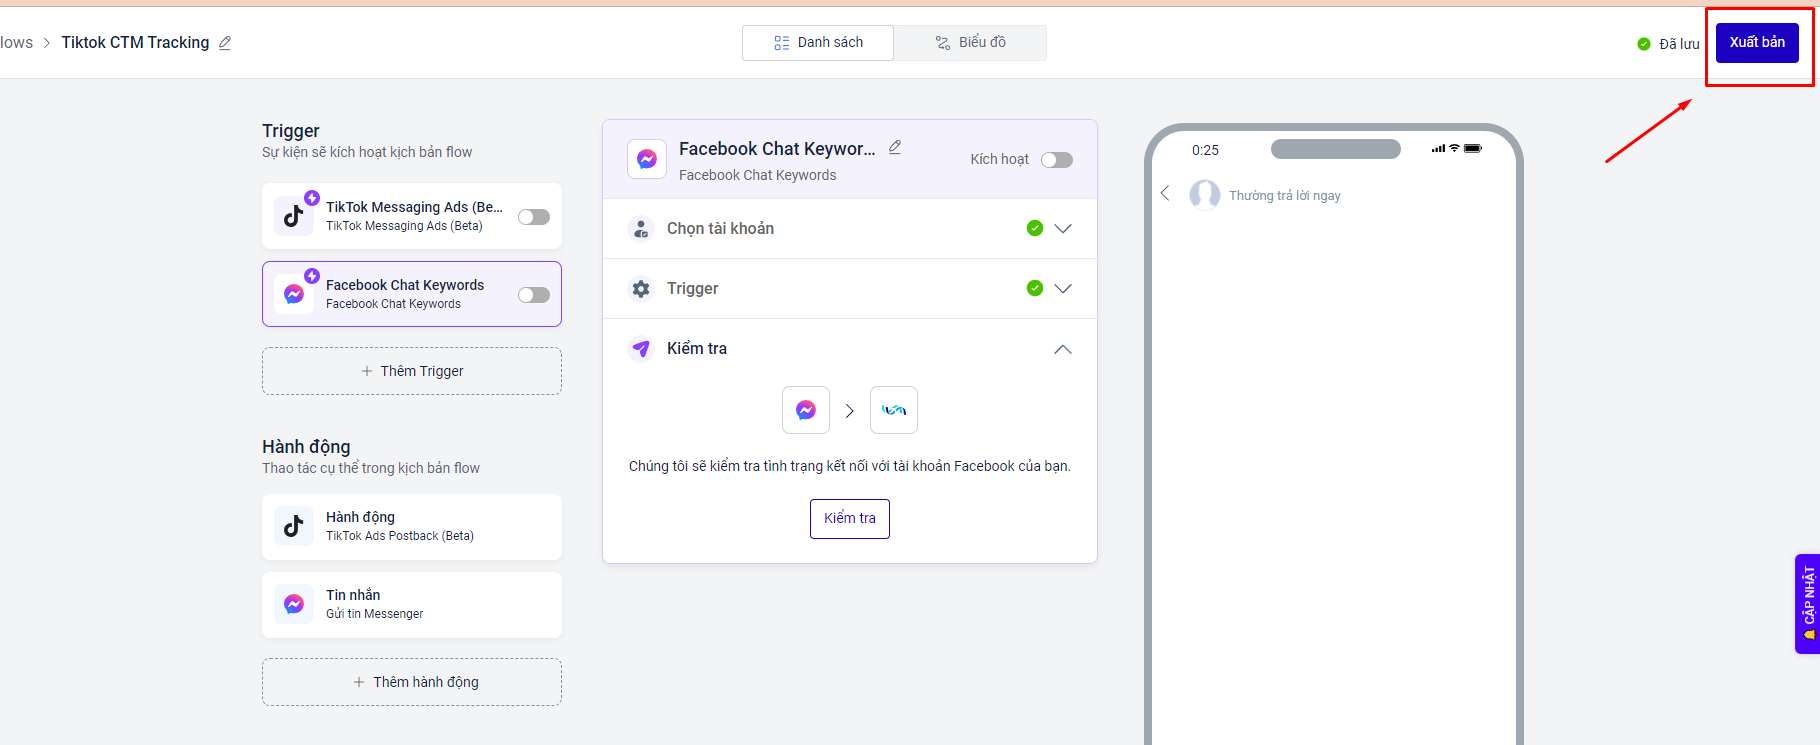 lows > Tiktok CTM Tracking
Danh sách
Biểu đồ
Đã lưu
Xuất bản
Trigger
Sự kiện sẽ kích hoạt kịch bản flow
TikTok Messaging Ads (Be...
TikTok Messaging Ads (Beta)
Facebook Chat Keywords
Facebook Chat Keywords
+ Thêm Trigger
Hành động
Thao tác cụ thể trong kịch bản flow
Hành động
TikTok Ads Postback (Beta)
Tin nhắn
Gửi tin Messenger
+ Thêm hành động
Facebook Chat Keywor...
Facebook Chat Keywords
Kích hoạt
Chọn tài khoản
Trigger
Kiểm tra
Chúng tôi sẽ kiểm tra tình trạng kết nối với tài khoản Facebook của bạn.
Kiểm tra
0:25
Thường trả lời ngay
CẬP NHẬT